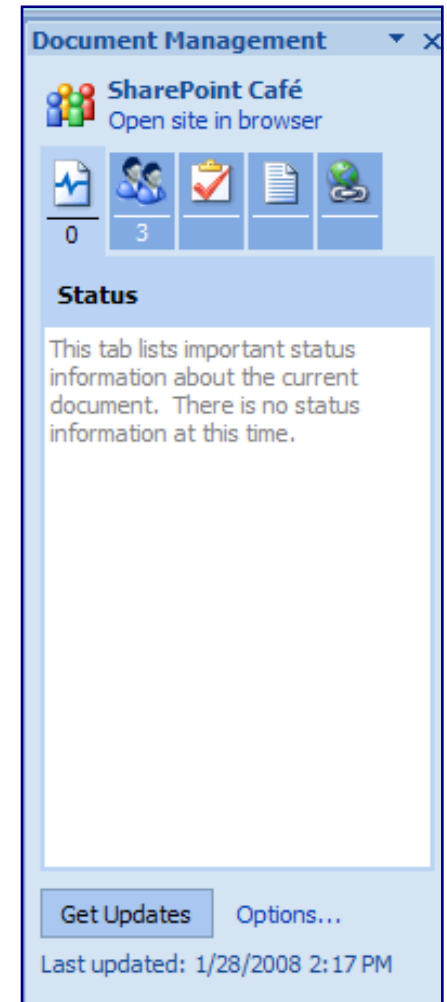 Document Management
SharePoint Café
Open site in browser
0 3
Status
This tab lists important status
information about the current
document. There is no status
information at this time.
Get Updates Options...
Last updated: 1/28/2008 2:17 PM